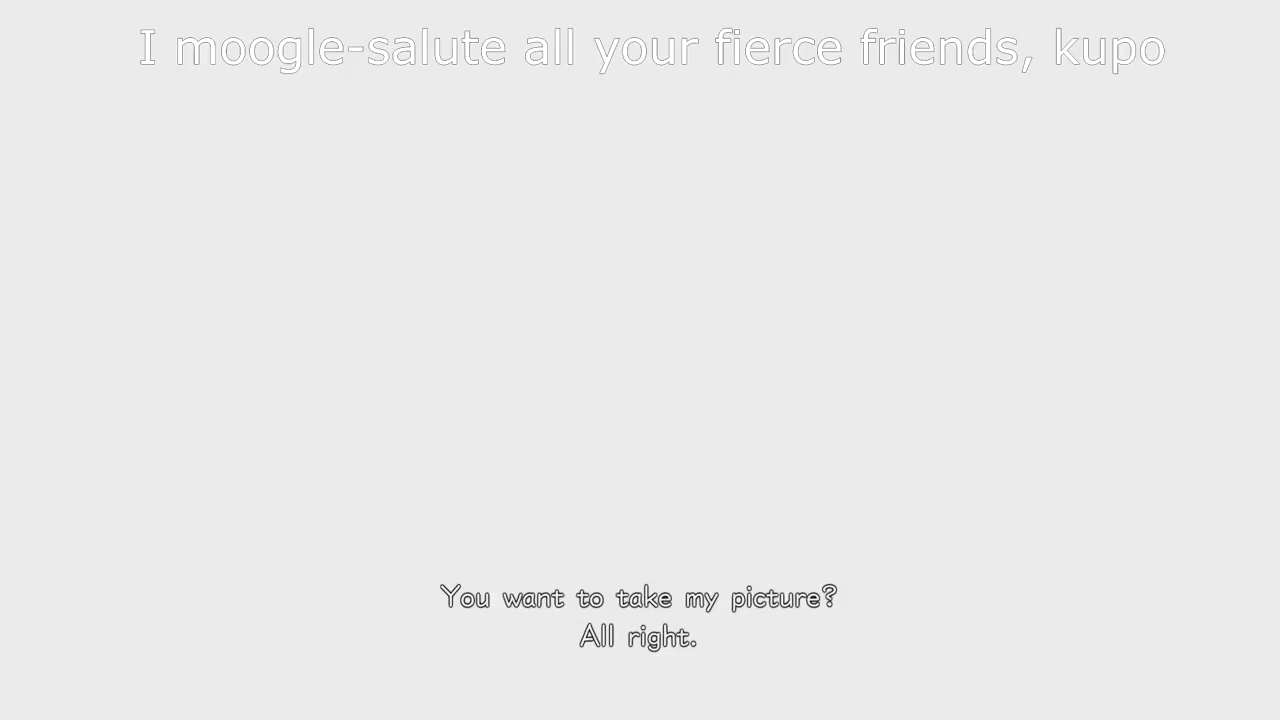 I moogle-salute all your fierce friends, kupo
You want to take my picture?
All right.